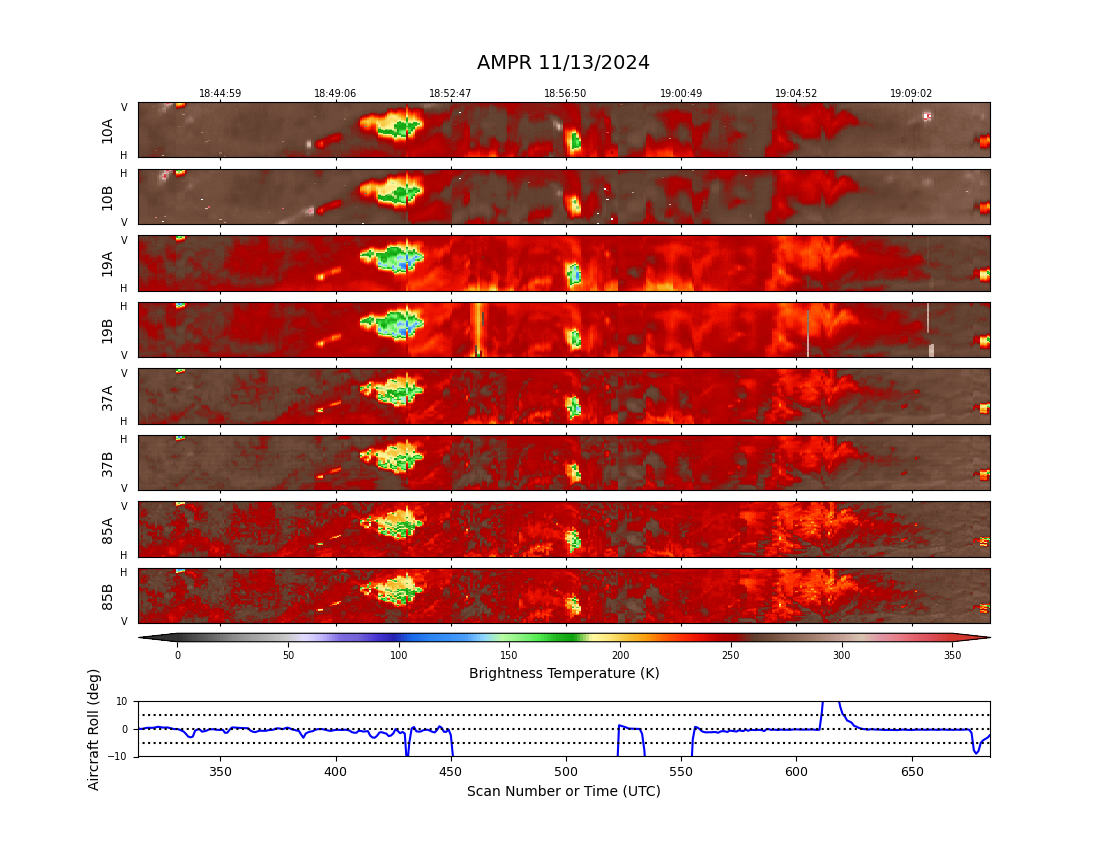 AMPR 11/13/2024
18:44:59 18:49:06 18:52:47 18:56:50 19:00:49 19:04:52 19:09:02
V
10A
H
H
10B
V
V
19A
H
H
19B
V
V
37A
H
H
37B
V
V
85A
H
H
85B
V
0 50 100 150 200 250 300 350
Brightness Temperature (K)
Aircraft Roll (deg)
10
0
−10
350 400 450 500 550 600 650
Scan Number or Time (UTC)